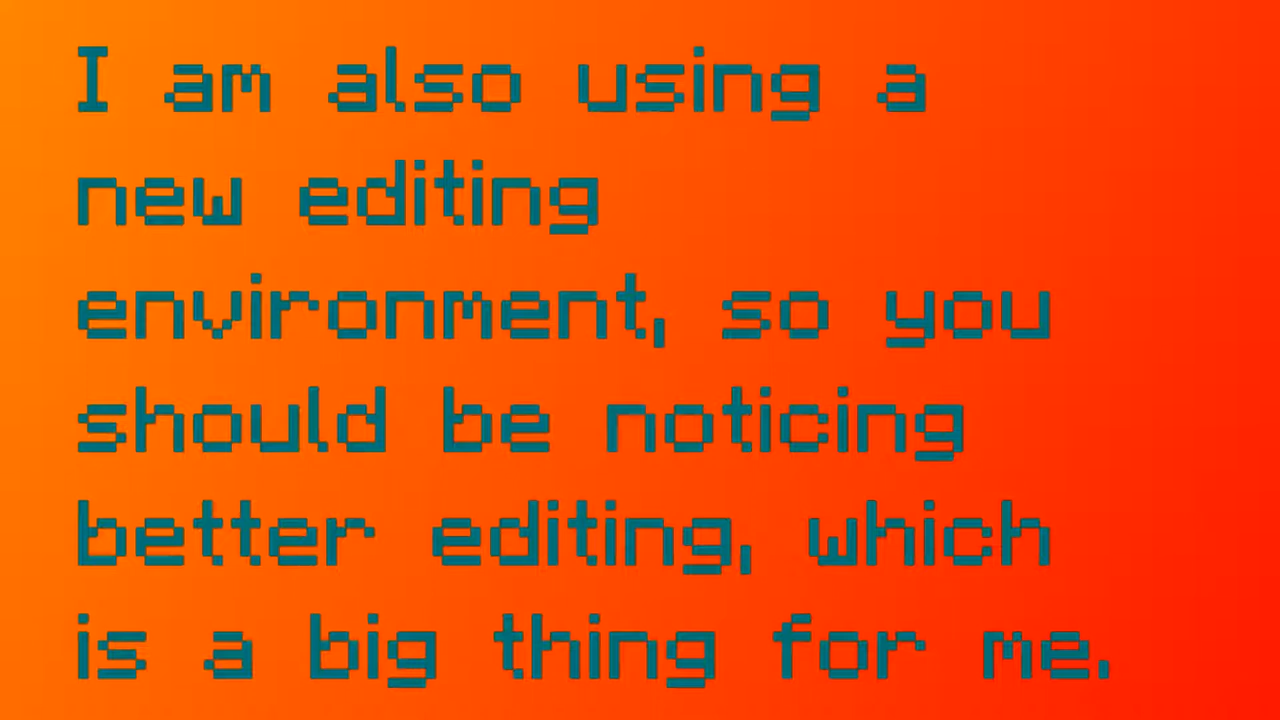 I am also using a
new editing
environment, so you
should be noticing
better editing, which
is a big thing for me.